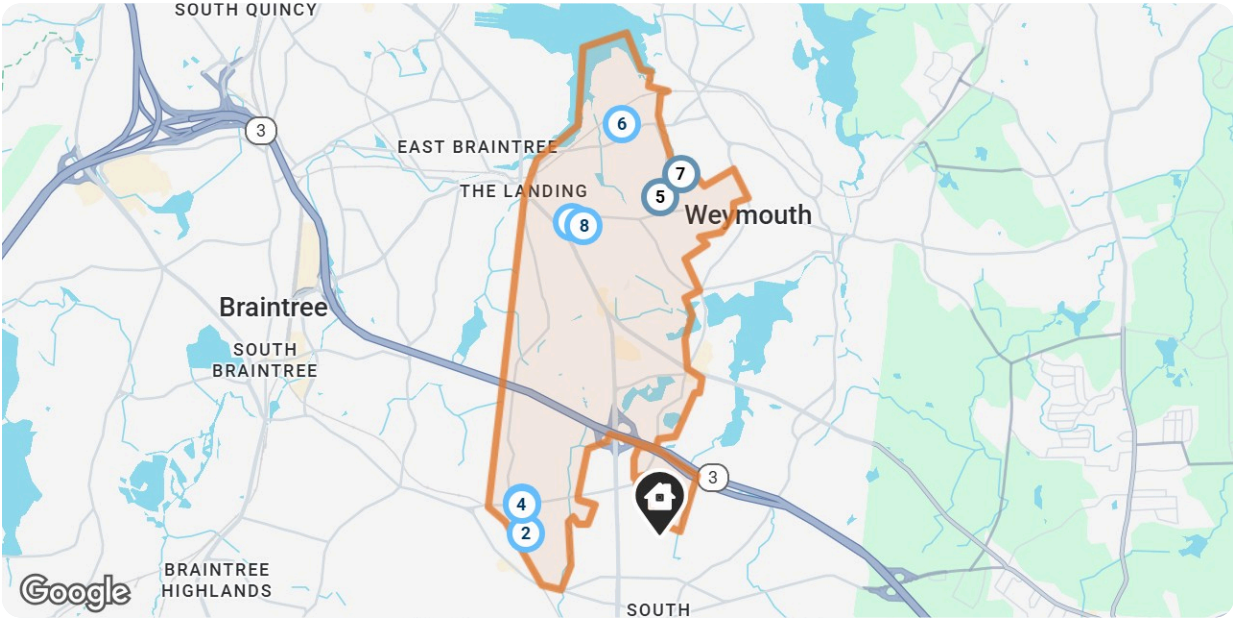 SOUTH QUINCY
3
6
EAST BRAINTREE
7
THE LANDING
5
Weymouth
8
Braintree
SOUTH
BRAINTREE
3
4
2
BRAINTREE
HIGHLANDS
Google
SOUTH